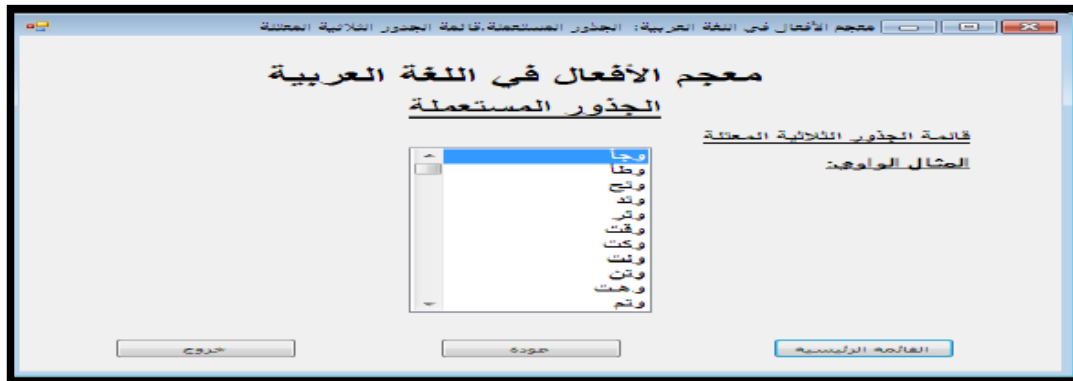 معجم الأفعال في اللغة العربية: الجذور المستعملة.قائمة الجذور الثلاثية المعتلة
معجم الأفعال في اللغة العربية
الجذور المستعملة
قائمة الجذور الثلاثية المعتلة
المثال الواوي:
وجأ
وطأ
وتح
وتد
وتر
وقت
وكت
ولت
وتن
وهت
وتم
القائمة الرئيسية
عودة
خروج